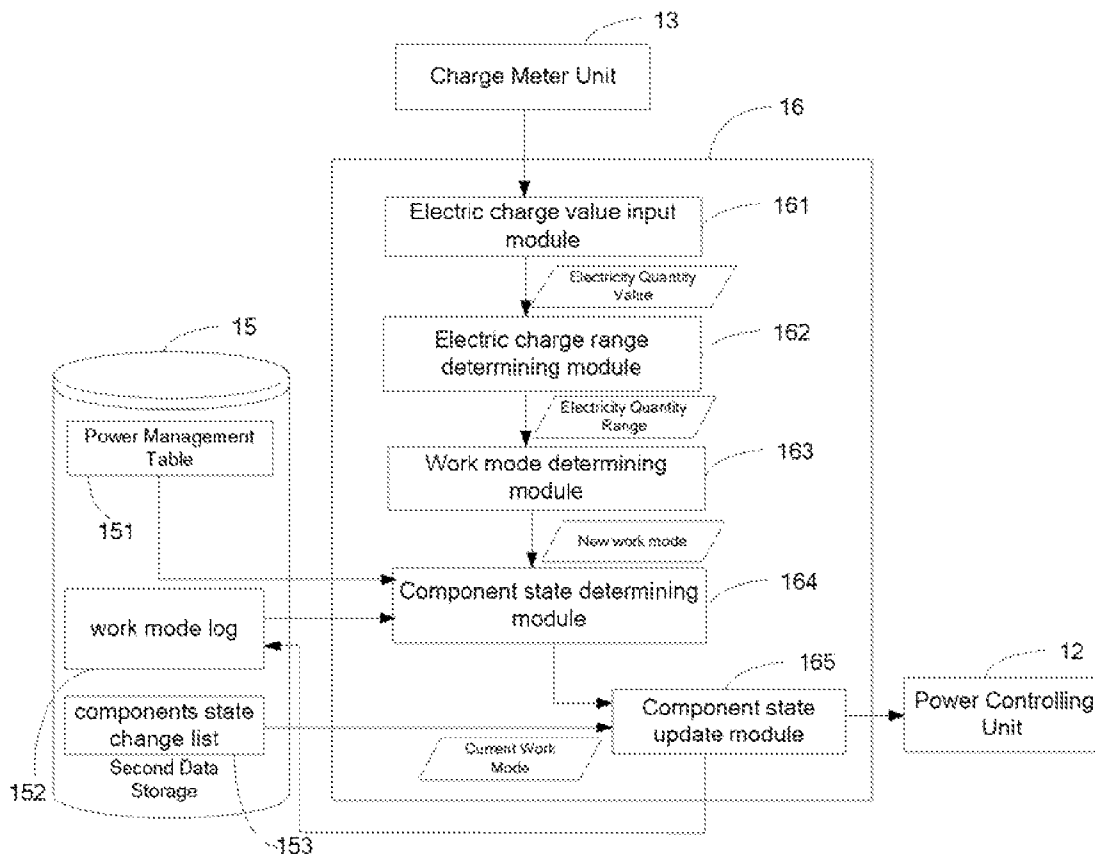 13
Charge Meter Unit
16
Electric charge value input
module
161
Electricity Quantity
Value
15
Electric charge range
determining module
162
Electricity Quantity
Range
Power Management
Table
151
Work mode determining
module
163
New work mode
Component state determining
module
164
work mode log
165
12
components state
change list
Component state
update module
Power Controlling
Unit
Current Work
Mode
Second Data
Storage
152
153